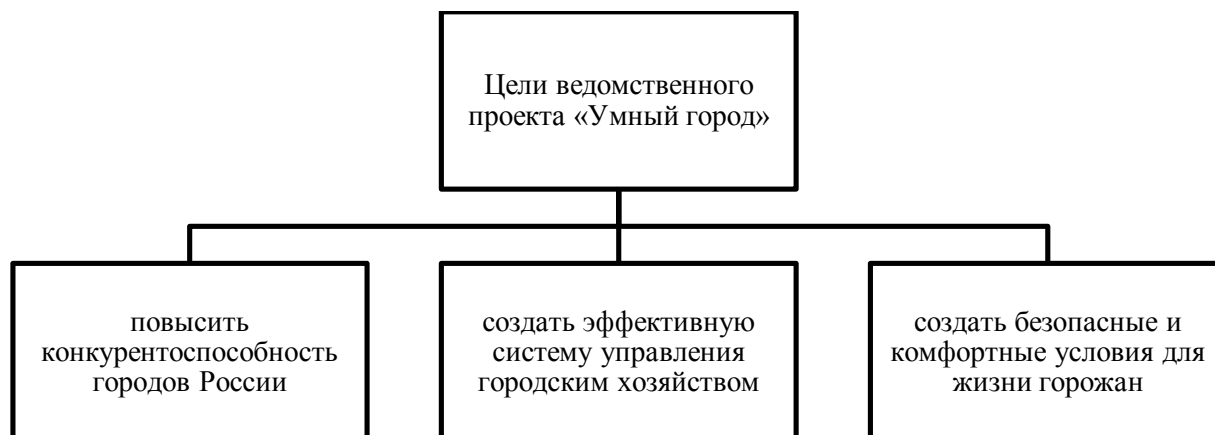 Цели ведомственного
проекта «Умный город»
повысить
конкурентоспособность
городов России
создать эффективную
систему управления
городским хозяйством
создать безопасные и
комфортные условия для
жизни горожан